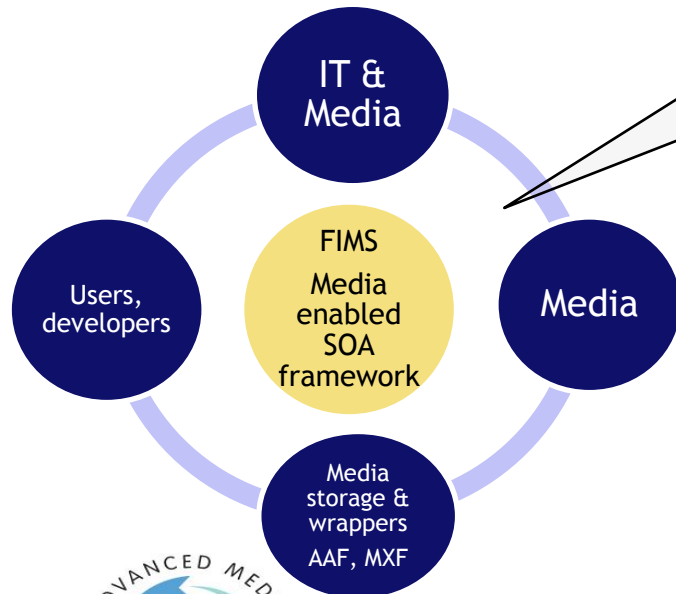 IT &
Media
FIMS
Media
enabled
SOA
framework
Users,
developers
Media
Media
storage &
wrappers
AAF, MXF